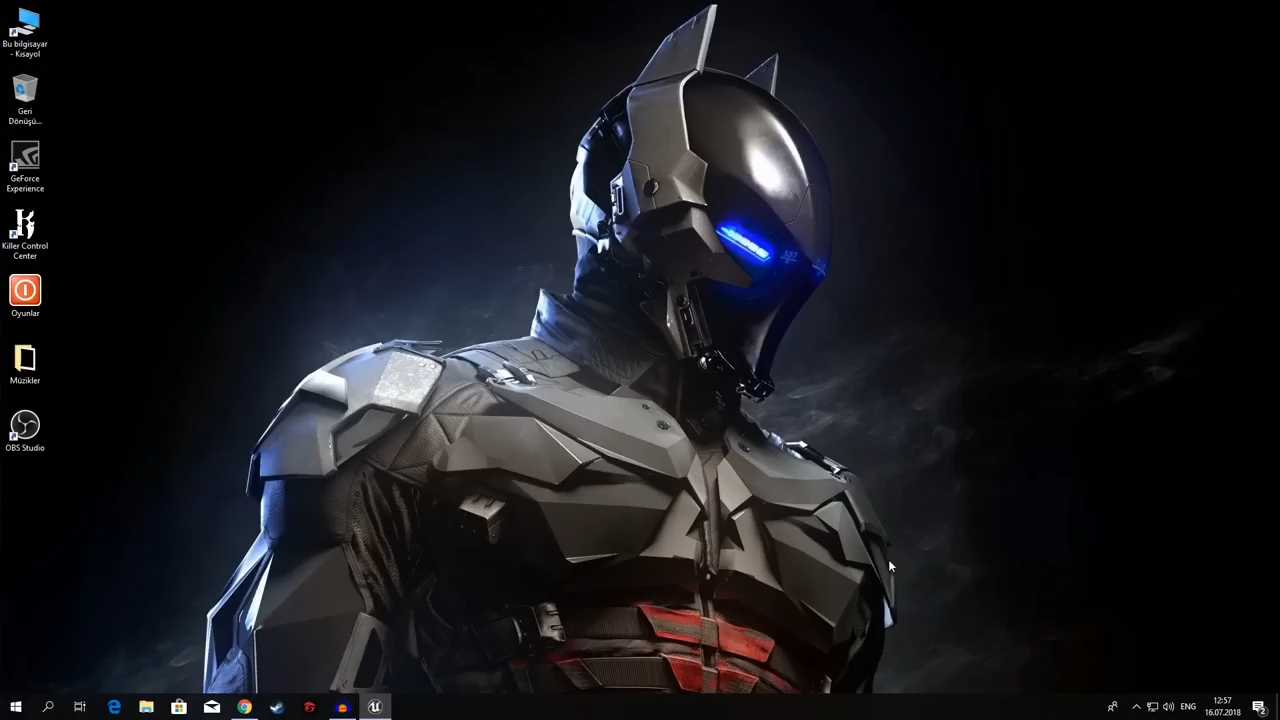 Bu bilgisayar
- Kısayol
Geri
Dönüşü...
GeForce
Experience
Killer Control
Center
Oyunlar
Müzikler
OBS Studio
ENG
12:57
16.07.2018
2